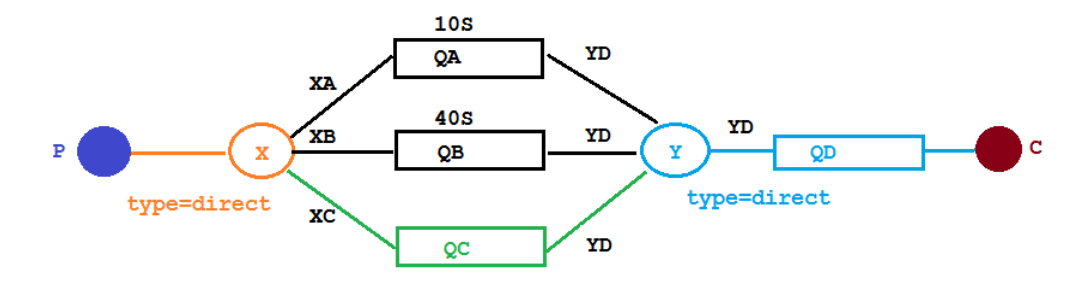 10S
QA
YD
XA
40S
XB
YD
YD
P
X
QB
Y
QD
C
type=direct
type=direct
XC
QC
YD